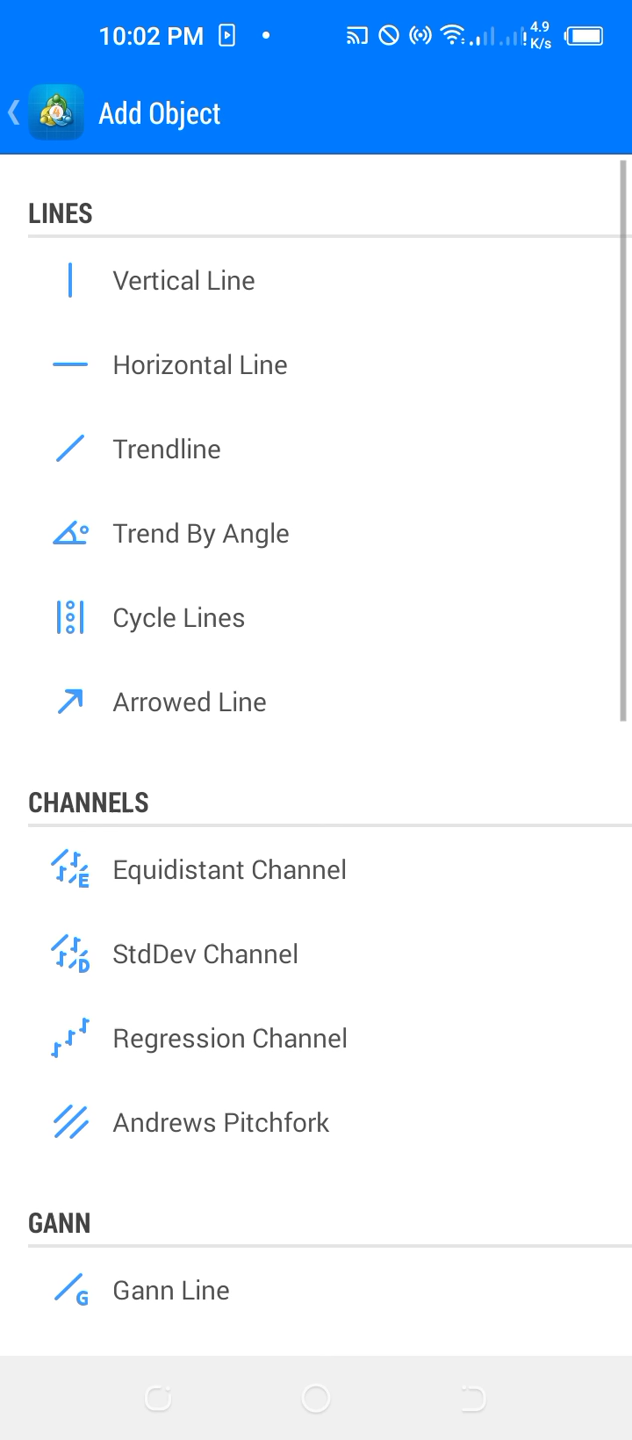 10:02 PM
4.9
K/s
Add Object
LINES
Vertical Line
Horizontal Line
Trendline
Trend By Angle
Cycle Lines
Arrowed Line
CHANNELS
E Equidistant Channel
D StdDev Channel
Regression Channel
Andrews Pitchfork
GANN
G Gann Line